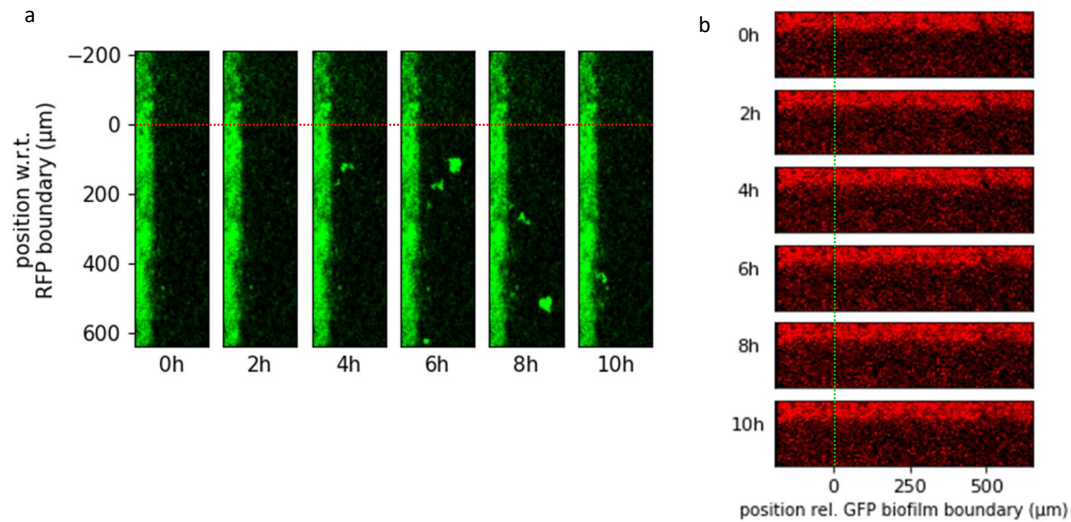 a
−200
0
200
400
600
position w.r.t.
RFP boundary (μm)
0h 2h 4h 6h 8h 10h
b
0h
2h
4h
6h
8h
10h
0 250 500
position rel. GFP biofilm boundary (μm)